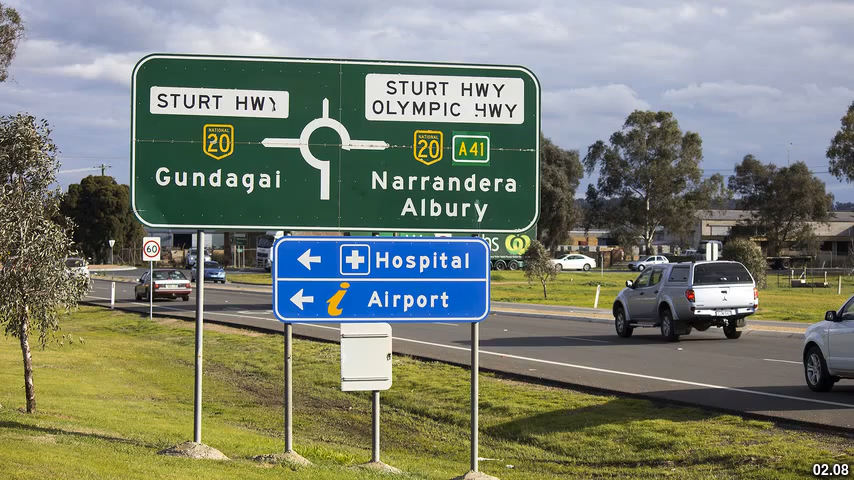 STURT HWY
STURT HWY
OLYMPIC HWY
NATIONAL
20
NATIONAL
20
A41
Gundagai
Narrandera
Albury
60
Hospital
i Airport
02.08